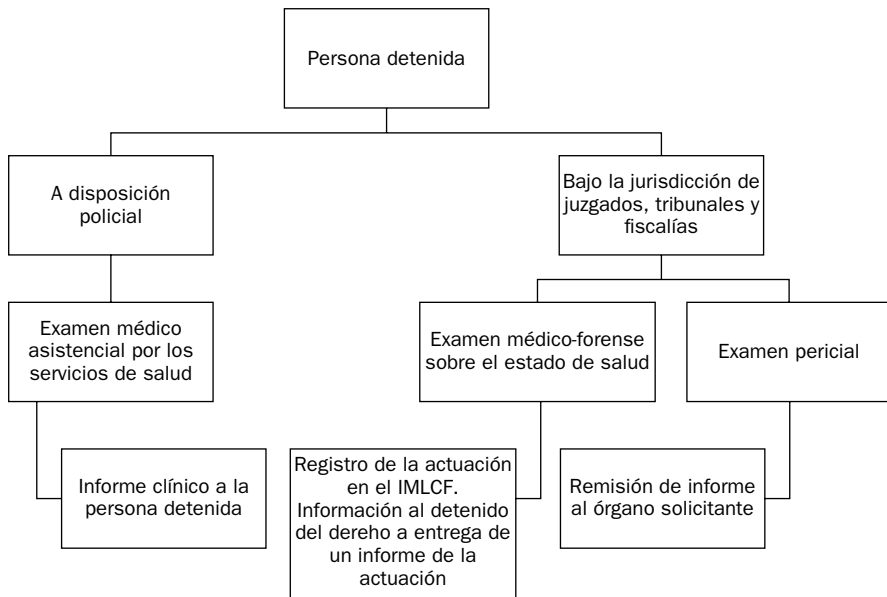 Persona detenida
A disposición
policial
Bajo la jurisdicción de
juzgados, tribunales y
fiscalías
Examen médico
asistencial por los
servicios de salud
Examen médico-forense
sobre el estado de salud
Examen pericial
Informe clínico a la
persona detenida
Registro de la actuación
en el IMLCF.
Información al detenido
del dereho a entrega de
un informe de la
actuación
Remisión de informe
al órgano solicitante